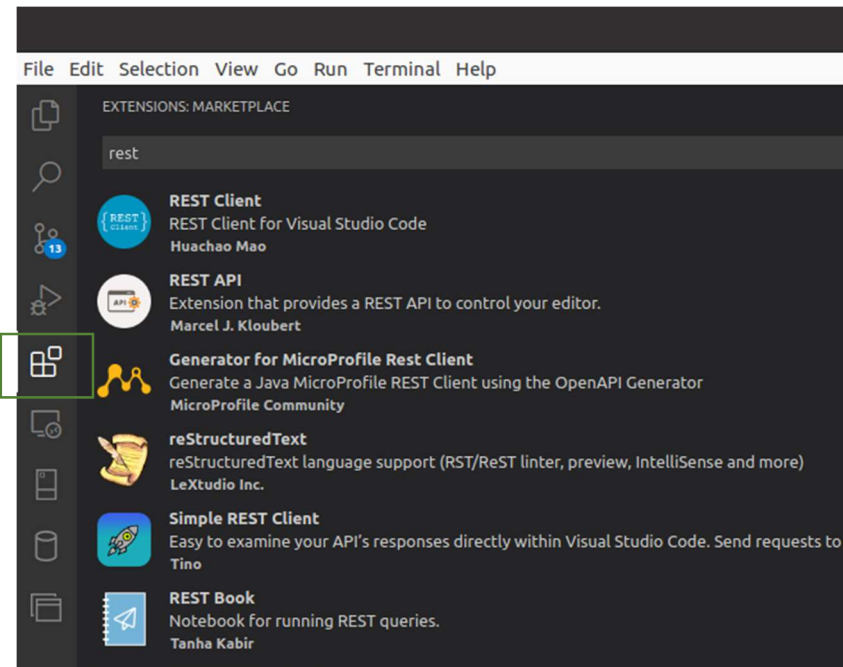 File Edit Selection View Go Run Terminal Help
EXTENSIONS: MARKETPLACE
rest
{REST}
Client
REST Client
REST Client for Visual Studio Code
Huachao Mao
13
API
REST API
Extension that provides a REST API to control your editor.
Marcel J. Kloubert
Generator for MicroProfile Rest Client
Generate a Java MicroProfile REST Client using the OpenAPI Generator
MicroProfile Community
reStructuredText
reStructuredText language support (RST/ReST linter, preview, IntelliSense and more)
LeXtudio Inc.
Simple REST Client
Easy to examine your API's responses directly within Visual Studio Code. Send requests to
Tino
REST Book
Notebook for running REST queries.
Tanha Kabir